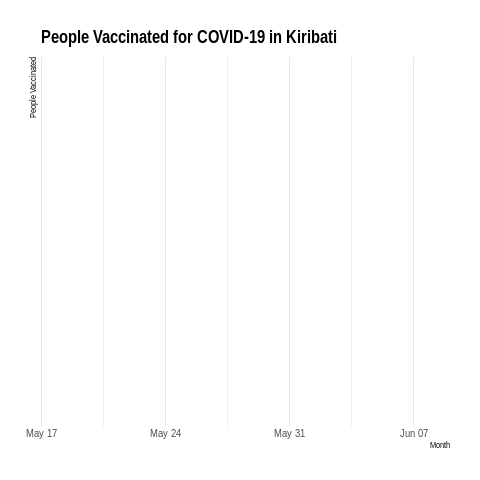 People Vaccinated for COVID-19 in Kiribati
People Vaccinated
May 17 May 24 May 31 Jun 07
Month